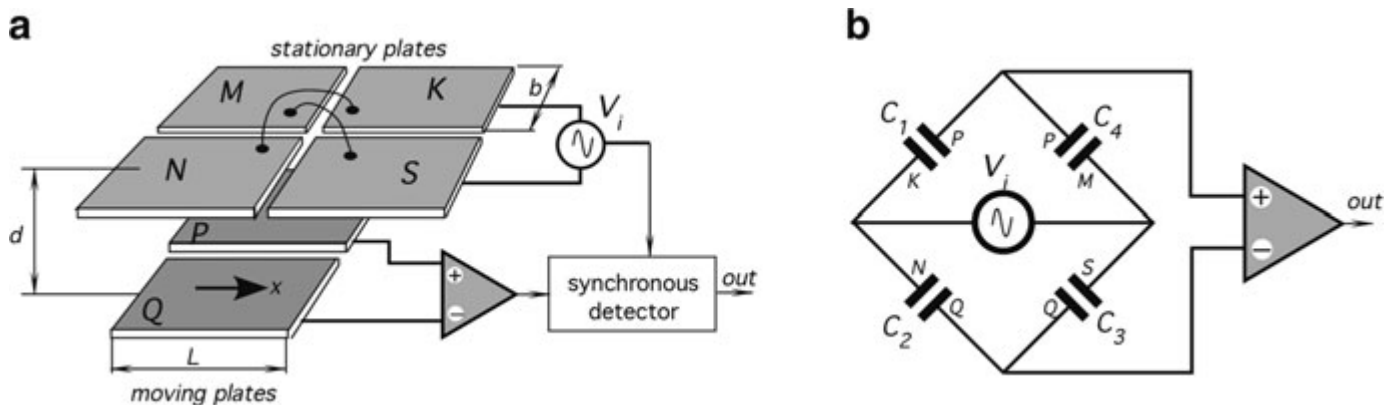 a
stationary plates
M
K
b
V i
N
S
d
P
+
−
Q
x
synchronous
detector
out
L
moving plates
b
C 1
P
K
P
C 4
M
V i
+
−
out
N
Q
C 2
S
Q
C 3